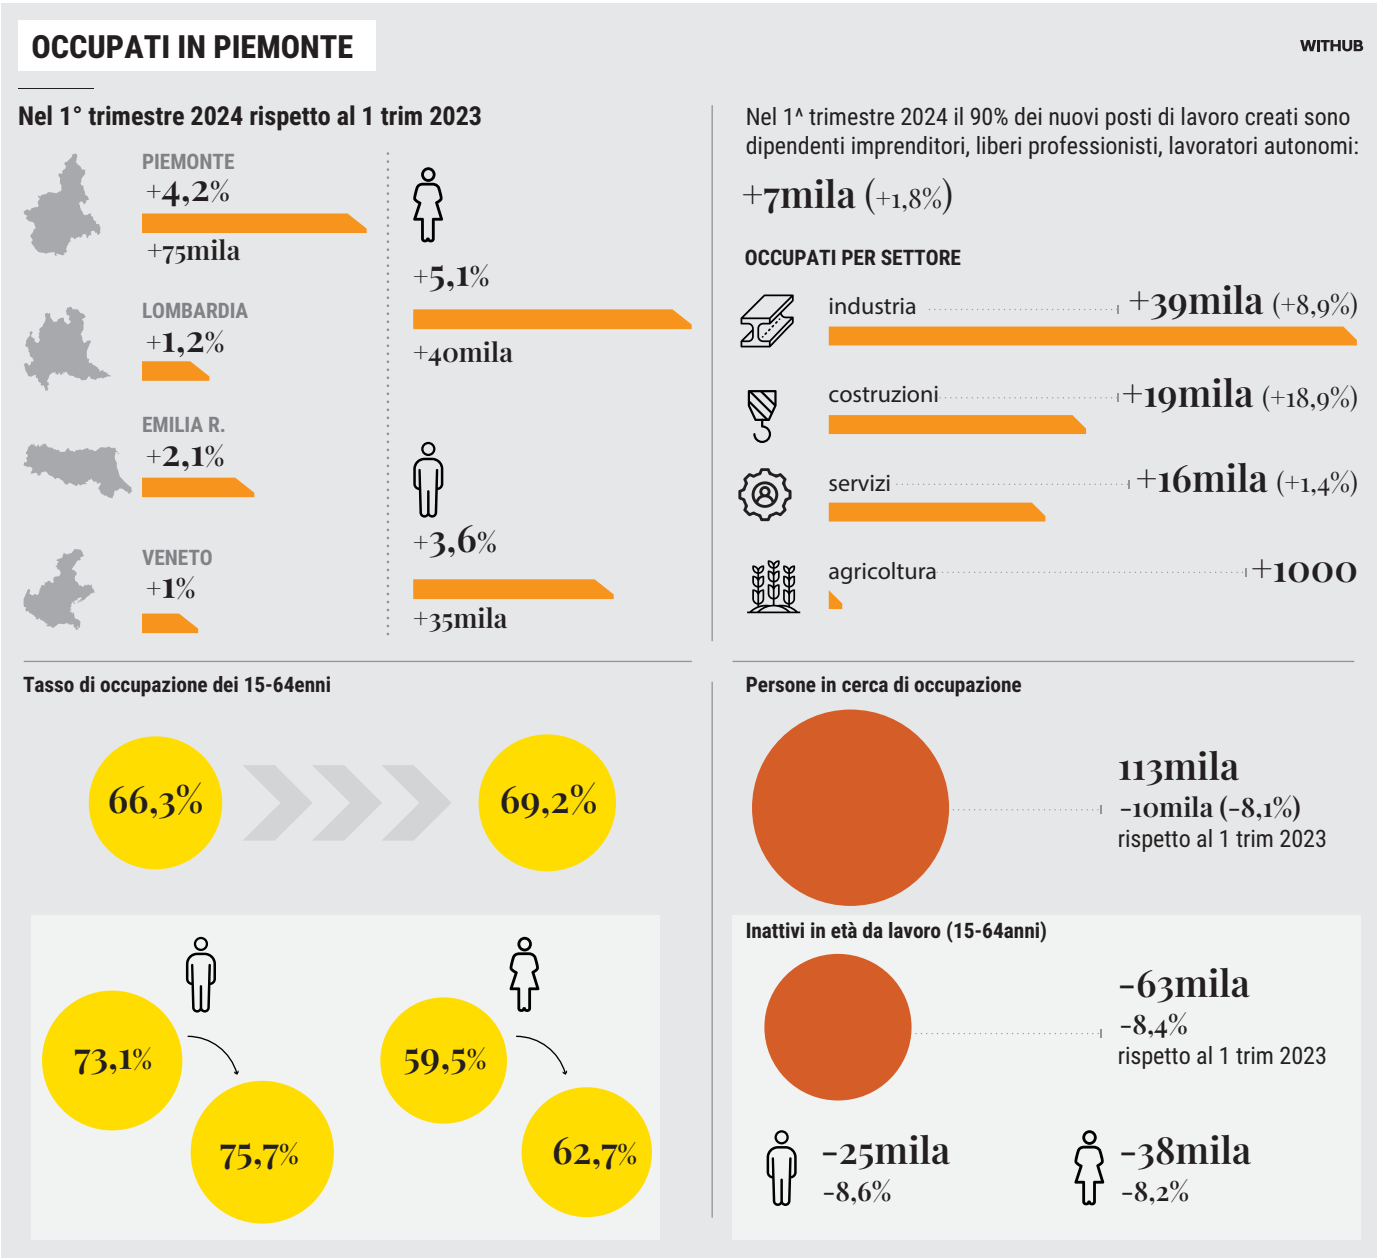 OCCUPATI IN PIEMONTE
WITHUB
Nel 1° trimestre 2024 rispetto al 1 trim 2023
PIEMONTE
+4,2%
+75mila
LOMBARDIA
+1,2%
EMILIA R.
+2,1%
VENETO
+1%
+5,1%
+40mila
+3,6%
+35mila
Nel 1^ trimestre 2024 il 90% dei nuovi posti di lavoro creati sono
dipendenti imprenditori, liberi professionisti, lavoratori autonomi:
+7mila (+1,8%)
OCCUPATI PER SETTORE
industria +39mila (+8,9%)
costruzioni +19mila (+18,9%)
servizi +16mila (+1,4%)
agricoltura +1000
Tasso di occupazione dei 15-64enni
66,3%
69,2%
73,1%
75,7%
59,5%
62,7%
Persone in cerca di occupazione
113mila
-10mila (-8,1%)
rispetto al 1 trim 2023
Inattivi in età da lavoro (15-64anni)
-63mila
-8,4%
rispetto al 1 trim 2023
-25mila
-8,6%
-38mila
-8,2%